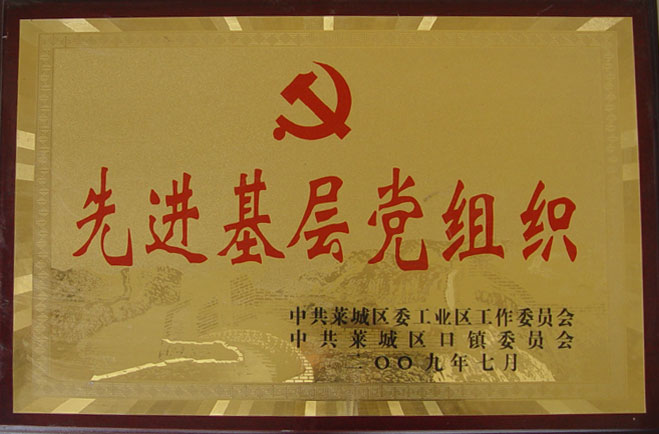 先进基层党组织
中共莱城区委工业区工作委员会
中共莱城区口镇委员会
二〇〇九年七月